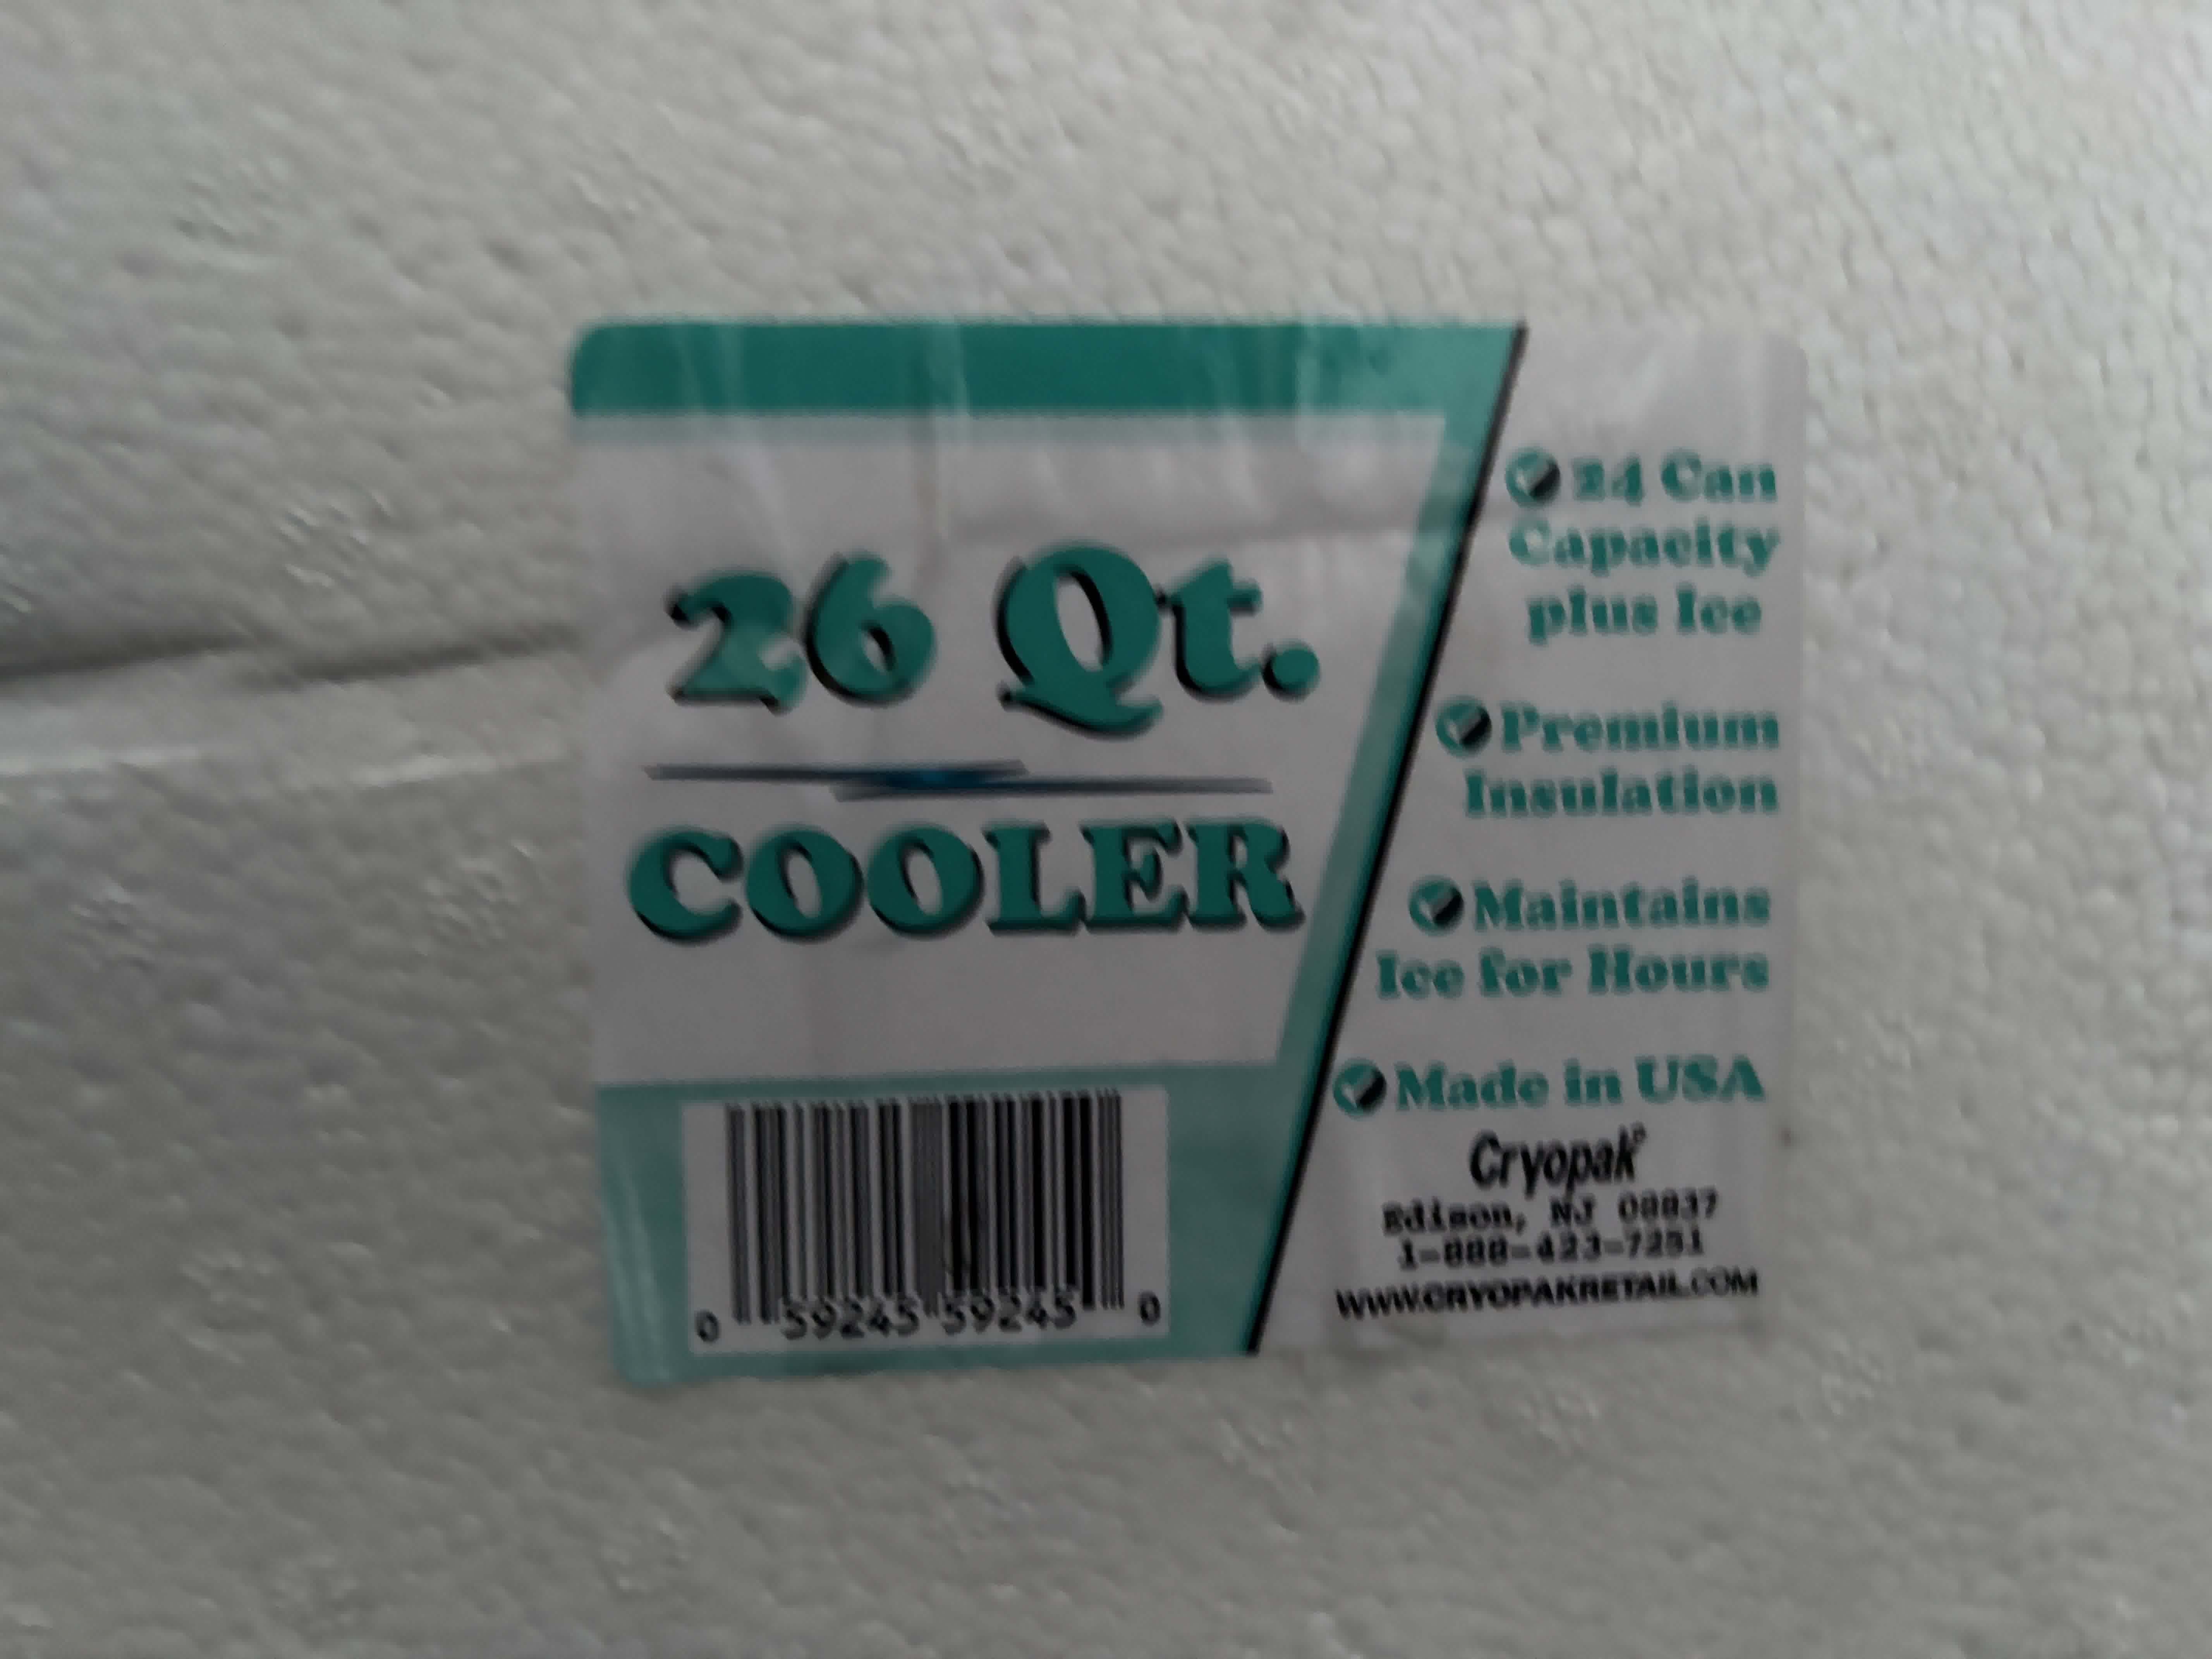 26 Qt.
COOLER
24 Can
Capacity
plus Ice
Premium
Insulation
Maintains
Ice for Hours
Made in USA
Cryopak®
Edison, NJ 08837
1-888-423-7251
WWW.CRYOPAKRETAIL.COM
0 59245 59245 0